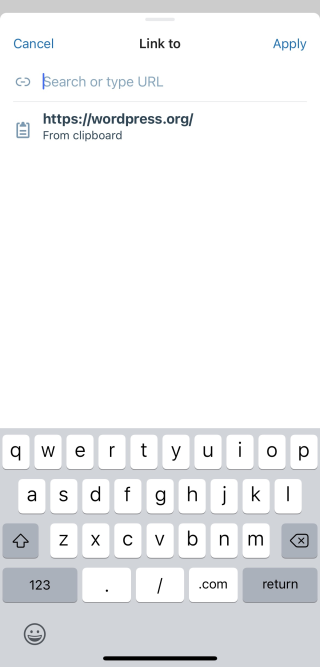 Cancel Link to Apply
Search or type URL
https://wordpress.org/
From clipboard
q w e r t y u i o p
a s d f g h j k l
z x c v b n m
123 . / .com return